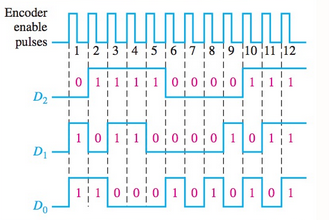 Encoder
enable
pulses
1 2 3 4 5 6 7 8 9 10 11 12
D2 0 1 1 1 1 0 0 0 0 1 1 1
D1 1 0 1 1 0 0 0 0 1 0 1 1
D0 1 1 0 0 0 1 0 1 0 1 0 1